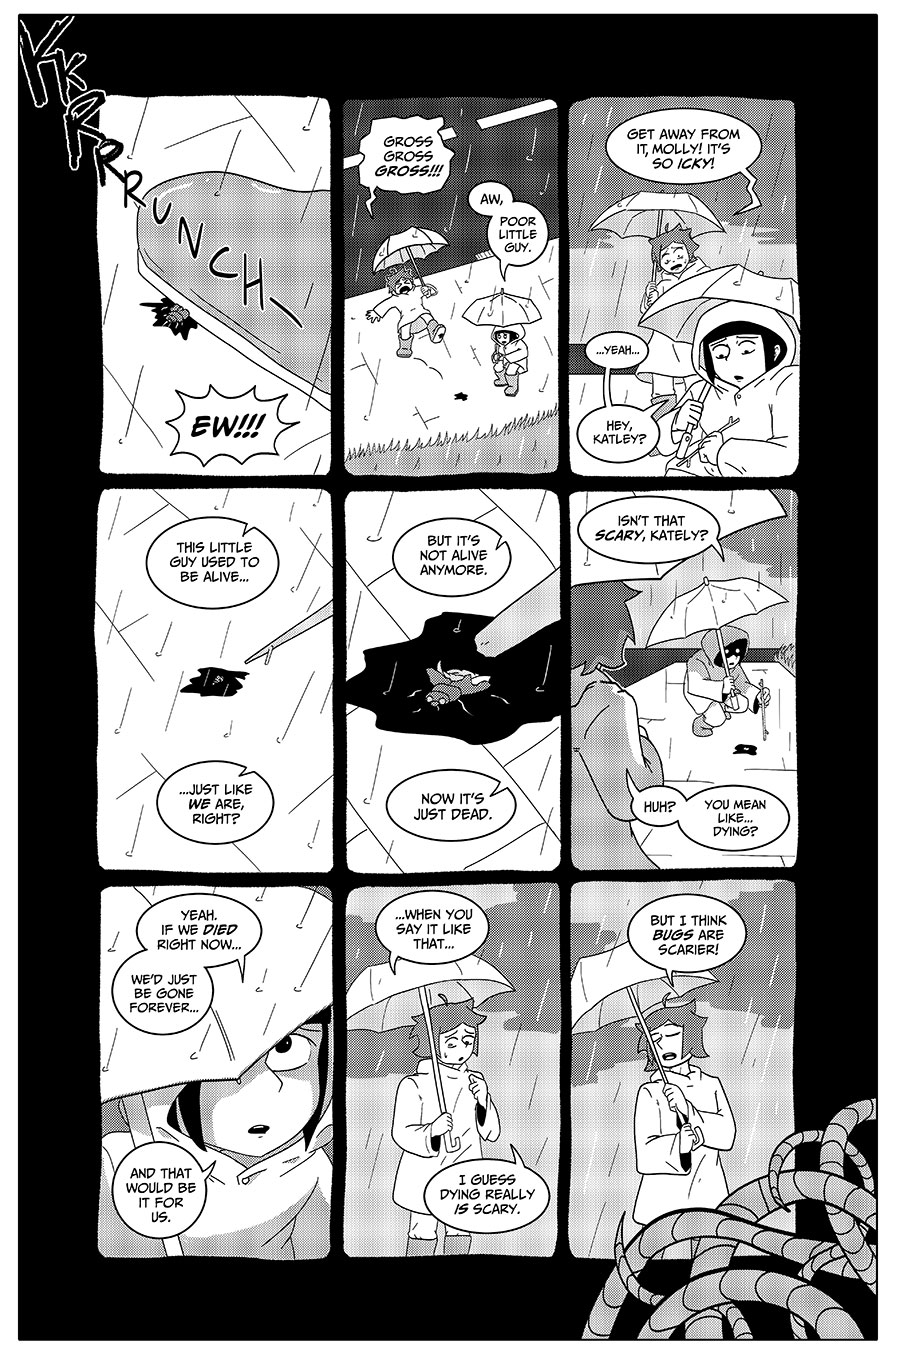 KKRRRRUNCH—
EW!!!
GROSS
GROSS
GROSS!!!
AW,
POOR
LITTLE
GUY.
GET AWAY FROM
IT, MOLLY! IT'S
SO ICKY!
...YEAH...
HEY,
KATLEY?
THIS LITTLE
GUY USED TO
BE ALIVE...
...JUST LIKE
WE ARE,
RIGHT?
BUT IT'S
NOT ALIVE
ANYMORE.
NOW IT'S
JUST DEAD.
ISN'T THAT
SCARY, KATELY?
HUH?
YOU MEAN
LIKE...
DYING?
YEAH.
IF WE DIED
RIGHT NOW...
WE'D JUST
BE GONE
FOREVER...
AND THAT
WOULD BE
IT FOR
US.
...WHEN YOU
SAY IT LIKE
THAT...
I GUESS
DYING REALLY
IS SCARY.
BUT I THINK
BUGS ARE
SCARIER!